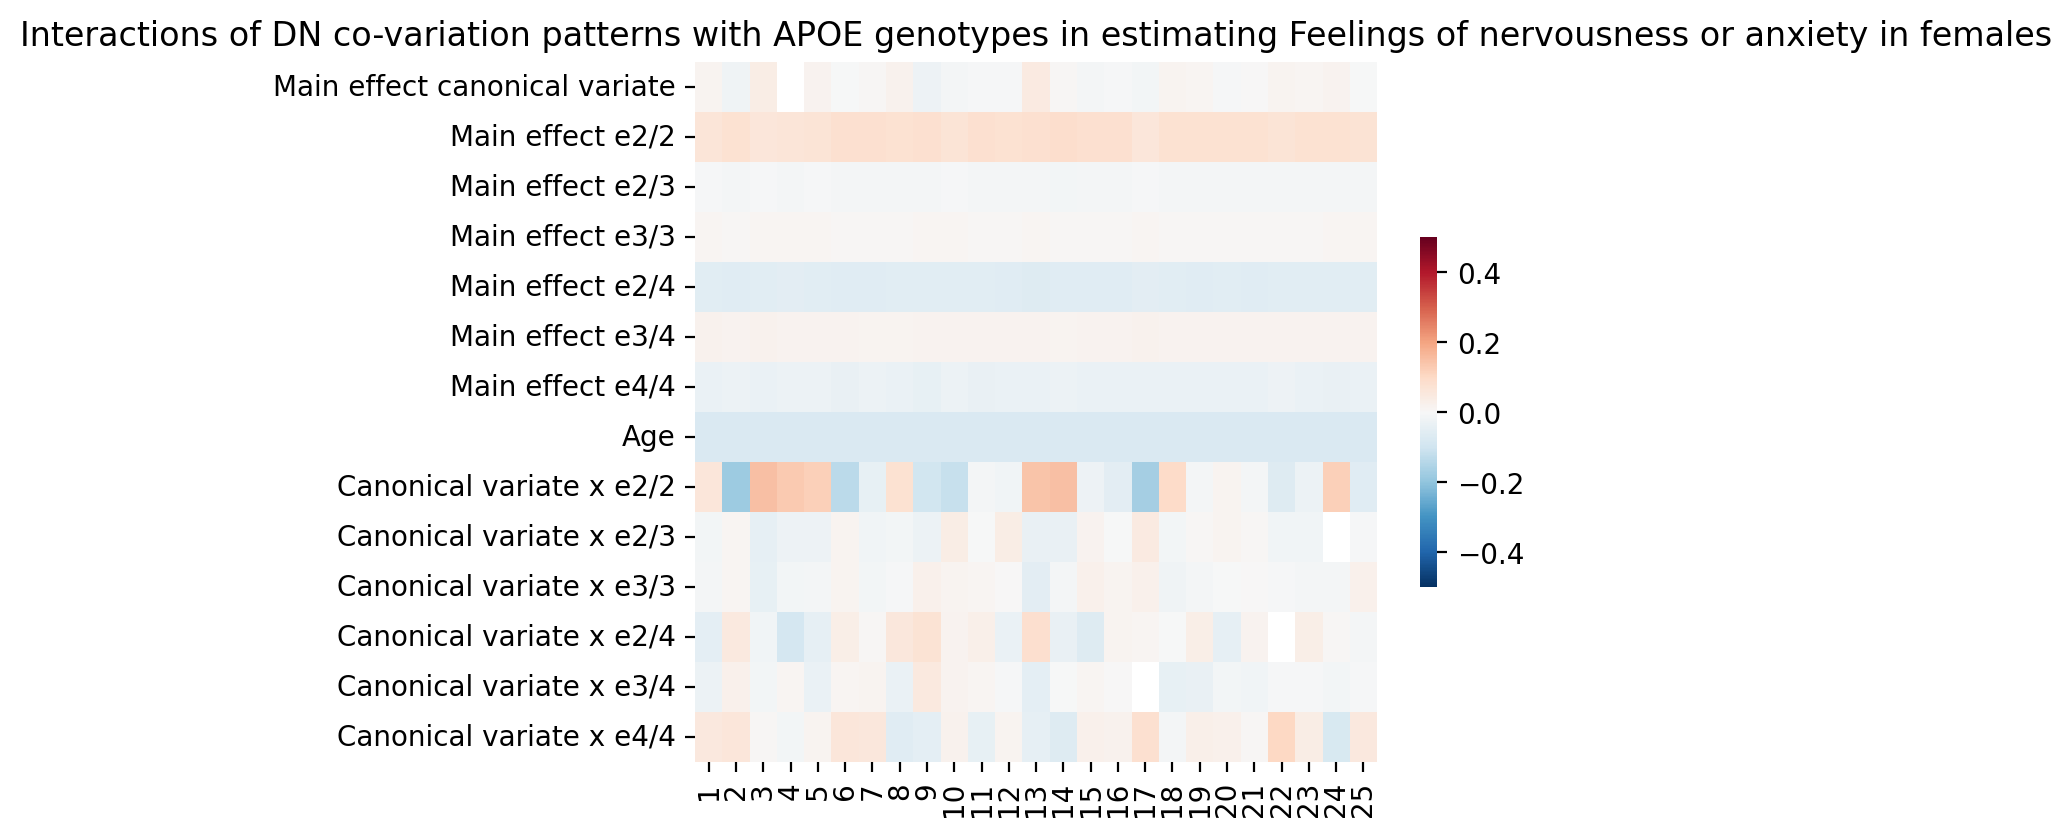 Interactions of DN co-variation patterns with APOE genotypes in estimating Feelings of nervousness or anxiety in females
Main effect canonical variate
Main effect e2/2
Main effect e2/3
Main effect e3/3
Main effect e2/4
Main effect e3/4
Main effect e4/4
Age
Canonical variate x e2/2
Canonical variate x e2/3
Canonical variate x e3/3
Canonical variate x e2/4
Canonical variate x e3/4
Canonical variate x e4/4
1 2 3 4 5 6 7 8 9 10 11 12 13 14 15 16 17 18 19 20 21 22 23 24 25
0.4
0.2
0.0
−0.2
−0.4